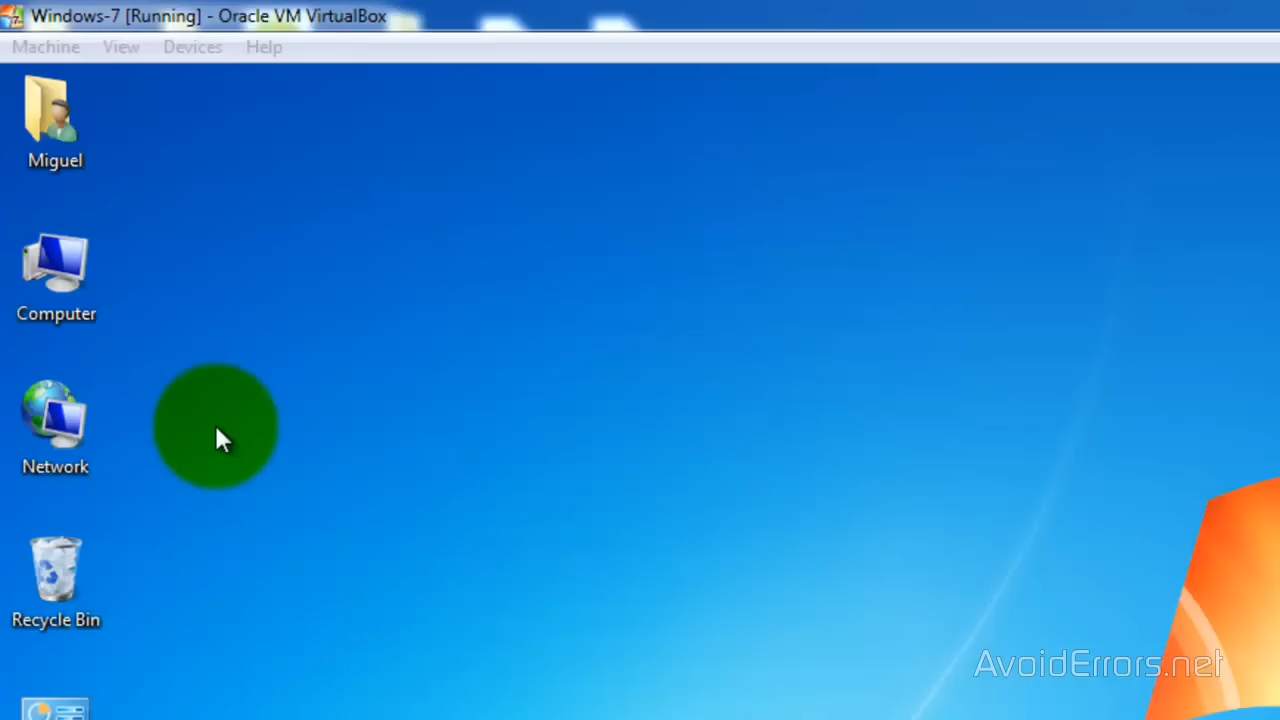 Windows-7 [Running] - Oracle VM VirtualBox
Machine View Devices Help
Miguel
Computer
Network
Recycle Bin
AvoidErrors.net